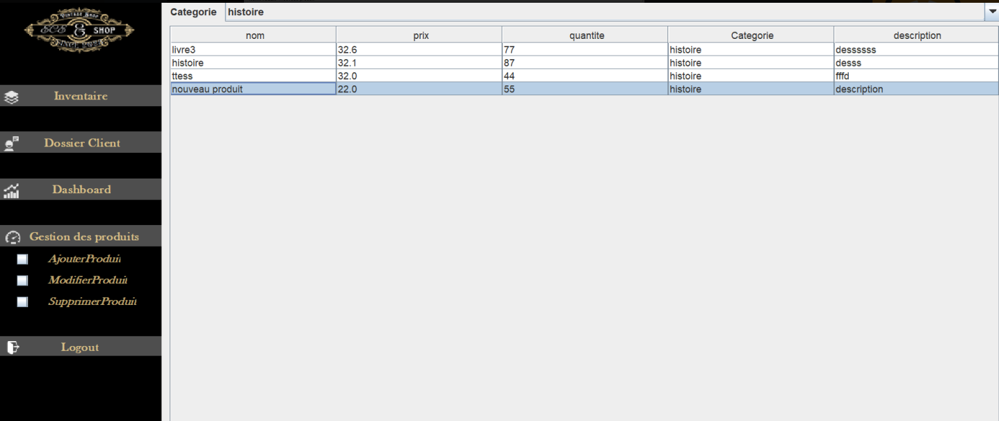 VINTAGE SHOP
SCS & SHOP
SINCE 2021
Inventaire
Dossier Client
Dashboard
Gestion des produits
AjouterProduit
ModifierProduit
SupprimerProduit
Logout
Categorie histoire
nom prix quantite Categorie description
livre3 32.6 77 histoire dessssss
histoire 32.1 87 histoire desss
ttess 32.0 44 histoire fffd
nouveau produit 22.0 55 histoire description